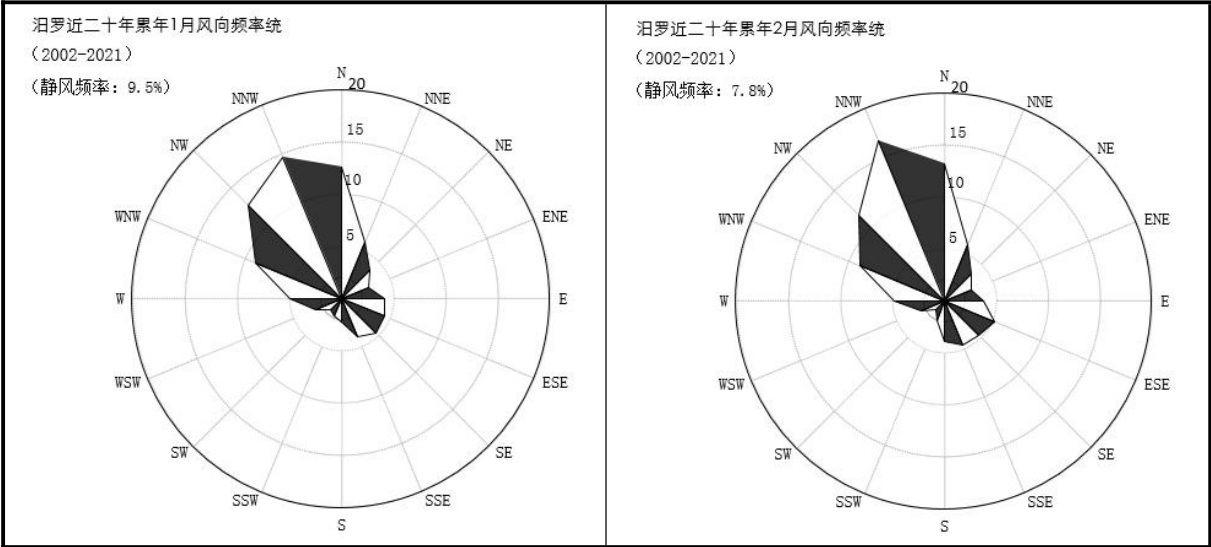 汨罗近二十年累年1月风向频率统
（2002-2021）
（静风频率：9.5%）
N
20
NNW
NNE
NW
15
NE
10
WNW
ENE
5
W
E
WSW
ESE
SW
SE
SSW
SSE
S
汨罗近二十年累年2月风向频率统
（2002-2021）
（静风频率：7.8%）
N
20
NNW
NNE
NW
15
NE
10
WNW
ENE
5
W
E
WSW
ESE
SW
SE
SSW
SSE
S